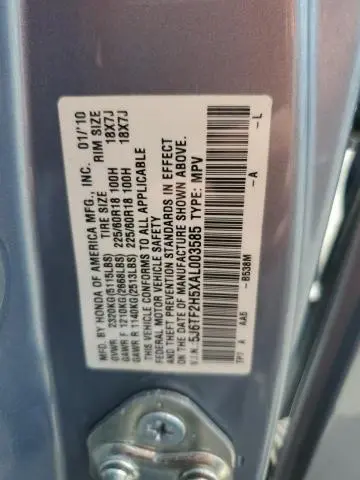 MFD. BY HONDA OF AMERICA MFG., INC. 01/'10
TIRE SIZE RIM SIZE
GVWR 2320KG(5115LBS)
GAWR F 1210KG(2668LBS) 225/60R18 100H 18X7J
GAWR R 1140KG(2513LBS) 225/60R18 100H 18X7J
THIS VEHICLE CONFORMS TO ALL APPLICABLE
FEDERAL MOTOR VEHICLE SAFETY
AND THEFT PREVENTION STANDARDS IN EFFECT
ON THE DATE OF MANUFACTURE SHOWN ABOVE.
V.I.N.: 5J6TF2H5XAL003585 TYPE: MPV
TP1 A AA6 -B538M -A -L